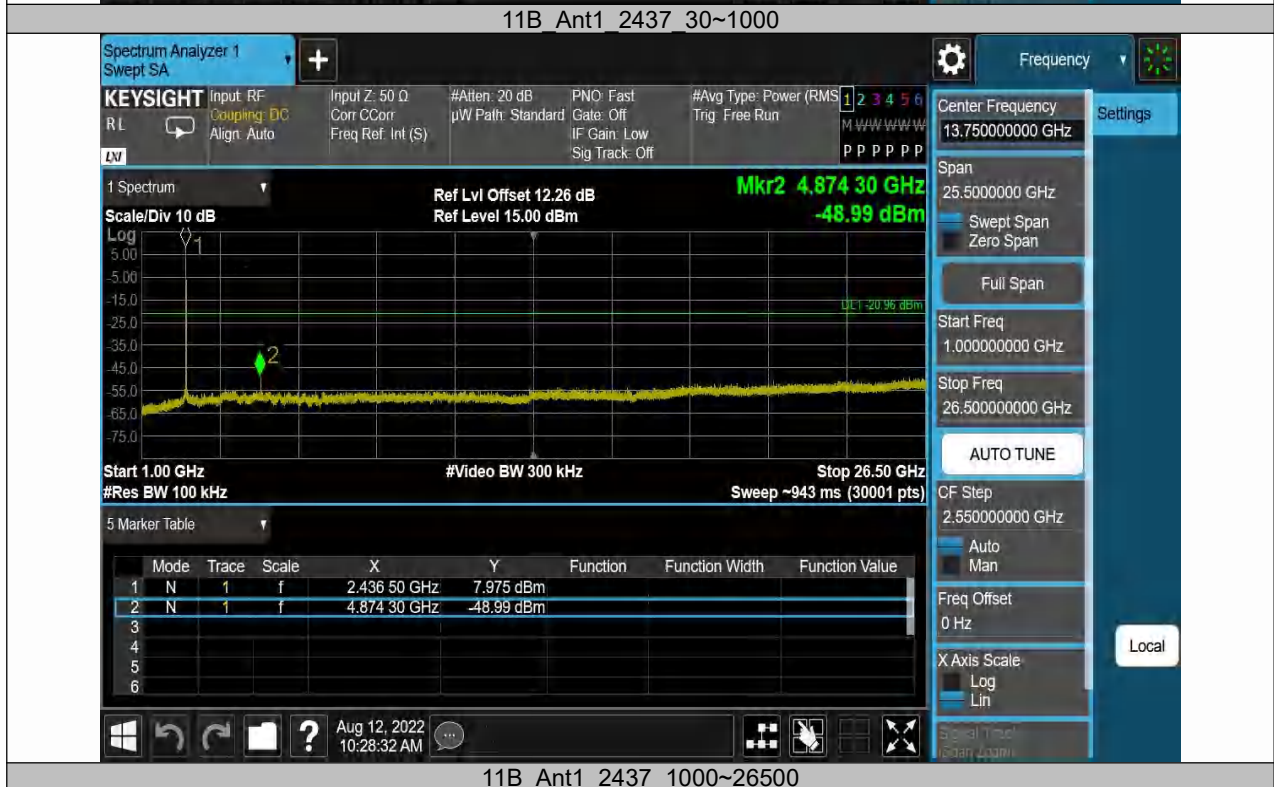 11B_Ant1_2437_30~1000
Spectrum Analyzer 1
Swept SA
+
Frequency
KEYSIGHT
RL
LXI
Input: RF
Coupling: DC
Align: Auto
Input Z: 50 Ω
Corr CCorr
Freq Ref: Int (S)
#Atten: 20 dB
µW Path: Standard
PNO: Fast
Gate: Off
IF Gain: Low
Sig Track: Off
#Avg Type: Power (RMS
Trig: Free Run
1 2 3 4 5 6
M W W W W W
P P P P P P
1 Spectrum
Scale/Div 10 dB
Ref Lvl Offset 12.26 dB
Ref Level 15.00 dBm
Mkr2 4.874 30 GHz
-48.99 dBm
Log
5.00
-5.00
-15.0
-25.0
-35.0
-45.0
-55.0
-65.0
-75.0
1
2
DL1 -20.96 dBm
Start 1.00 GHz
#Video BW 300 kHz
Stop 26.50 GHz
#Res BW 100 kHz
Sweep ~943 ms (30001 pts)
5 Marker Table
Mode Trace Scale X Y Function Function Width Function Value
1 N 1 f 2.436 50 GHz 7.975 dBm
2 N 1 f 4.874 30 GHz -48.99 dBm
3
4
5
6
Aug 12, 2022
10:28:32 AM
Center Frequency
13.750000000 GHz
Settings
Span
25.5000000 GHz
Swept Span
Zero Span
Full Span
Start Freq
1.000000000 GHz
Stop Freq
26.500000000 GHz
AUTO TUNE
CF Step
2.550000000 GHz
Auto
Man
Freq Offset
0 Hz
X Axis Scale
Log
Lin
Local
Signal Track
(Span Zoom)
11B_Ant1_2437_1000~26500